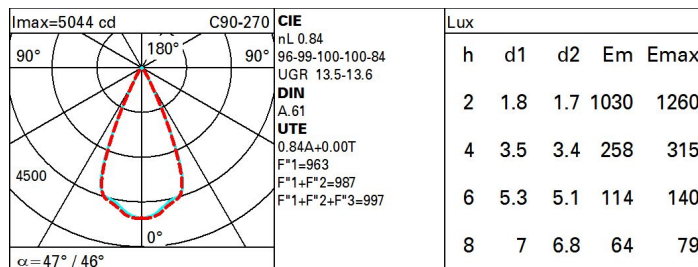 Imax=5044 cd C90-270
90° 180° 90°
4500
0°
α=47° / 46°
CIE
nL 0.84
96-99-100-100-84
UGR 13.5-13.6
DIN
A.61
UTE
0.84A+0.00T
F"1=963
F"1+F"2=987
F"1+F"2+F"3=997
Lux
h d1 d2 Em Emax
2 1.8 1.7 1030 1260
4 3.5 3.4 258 315
6 5.3 5.1 114 140
8 7 6.8 64 79